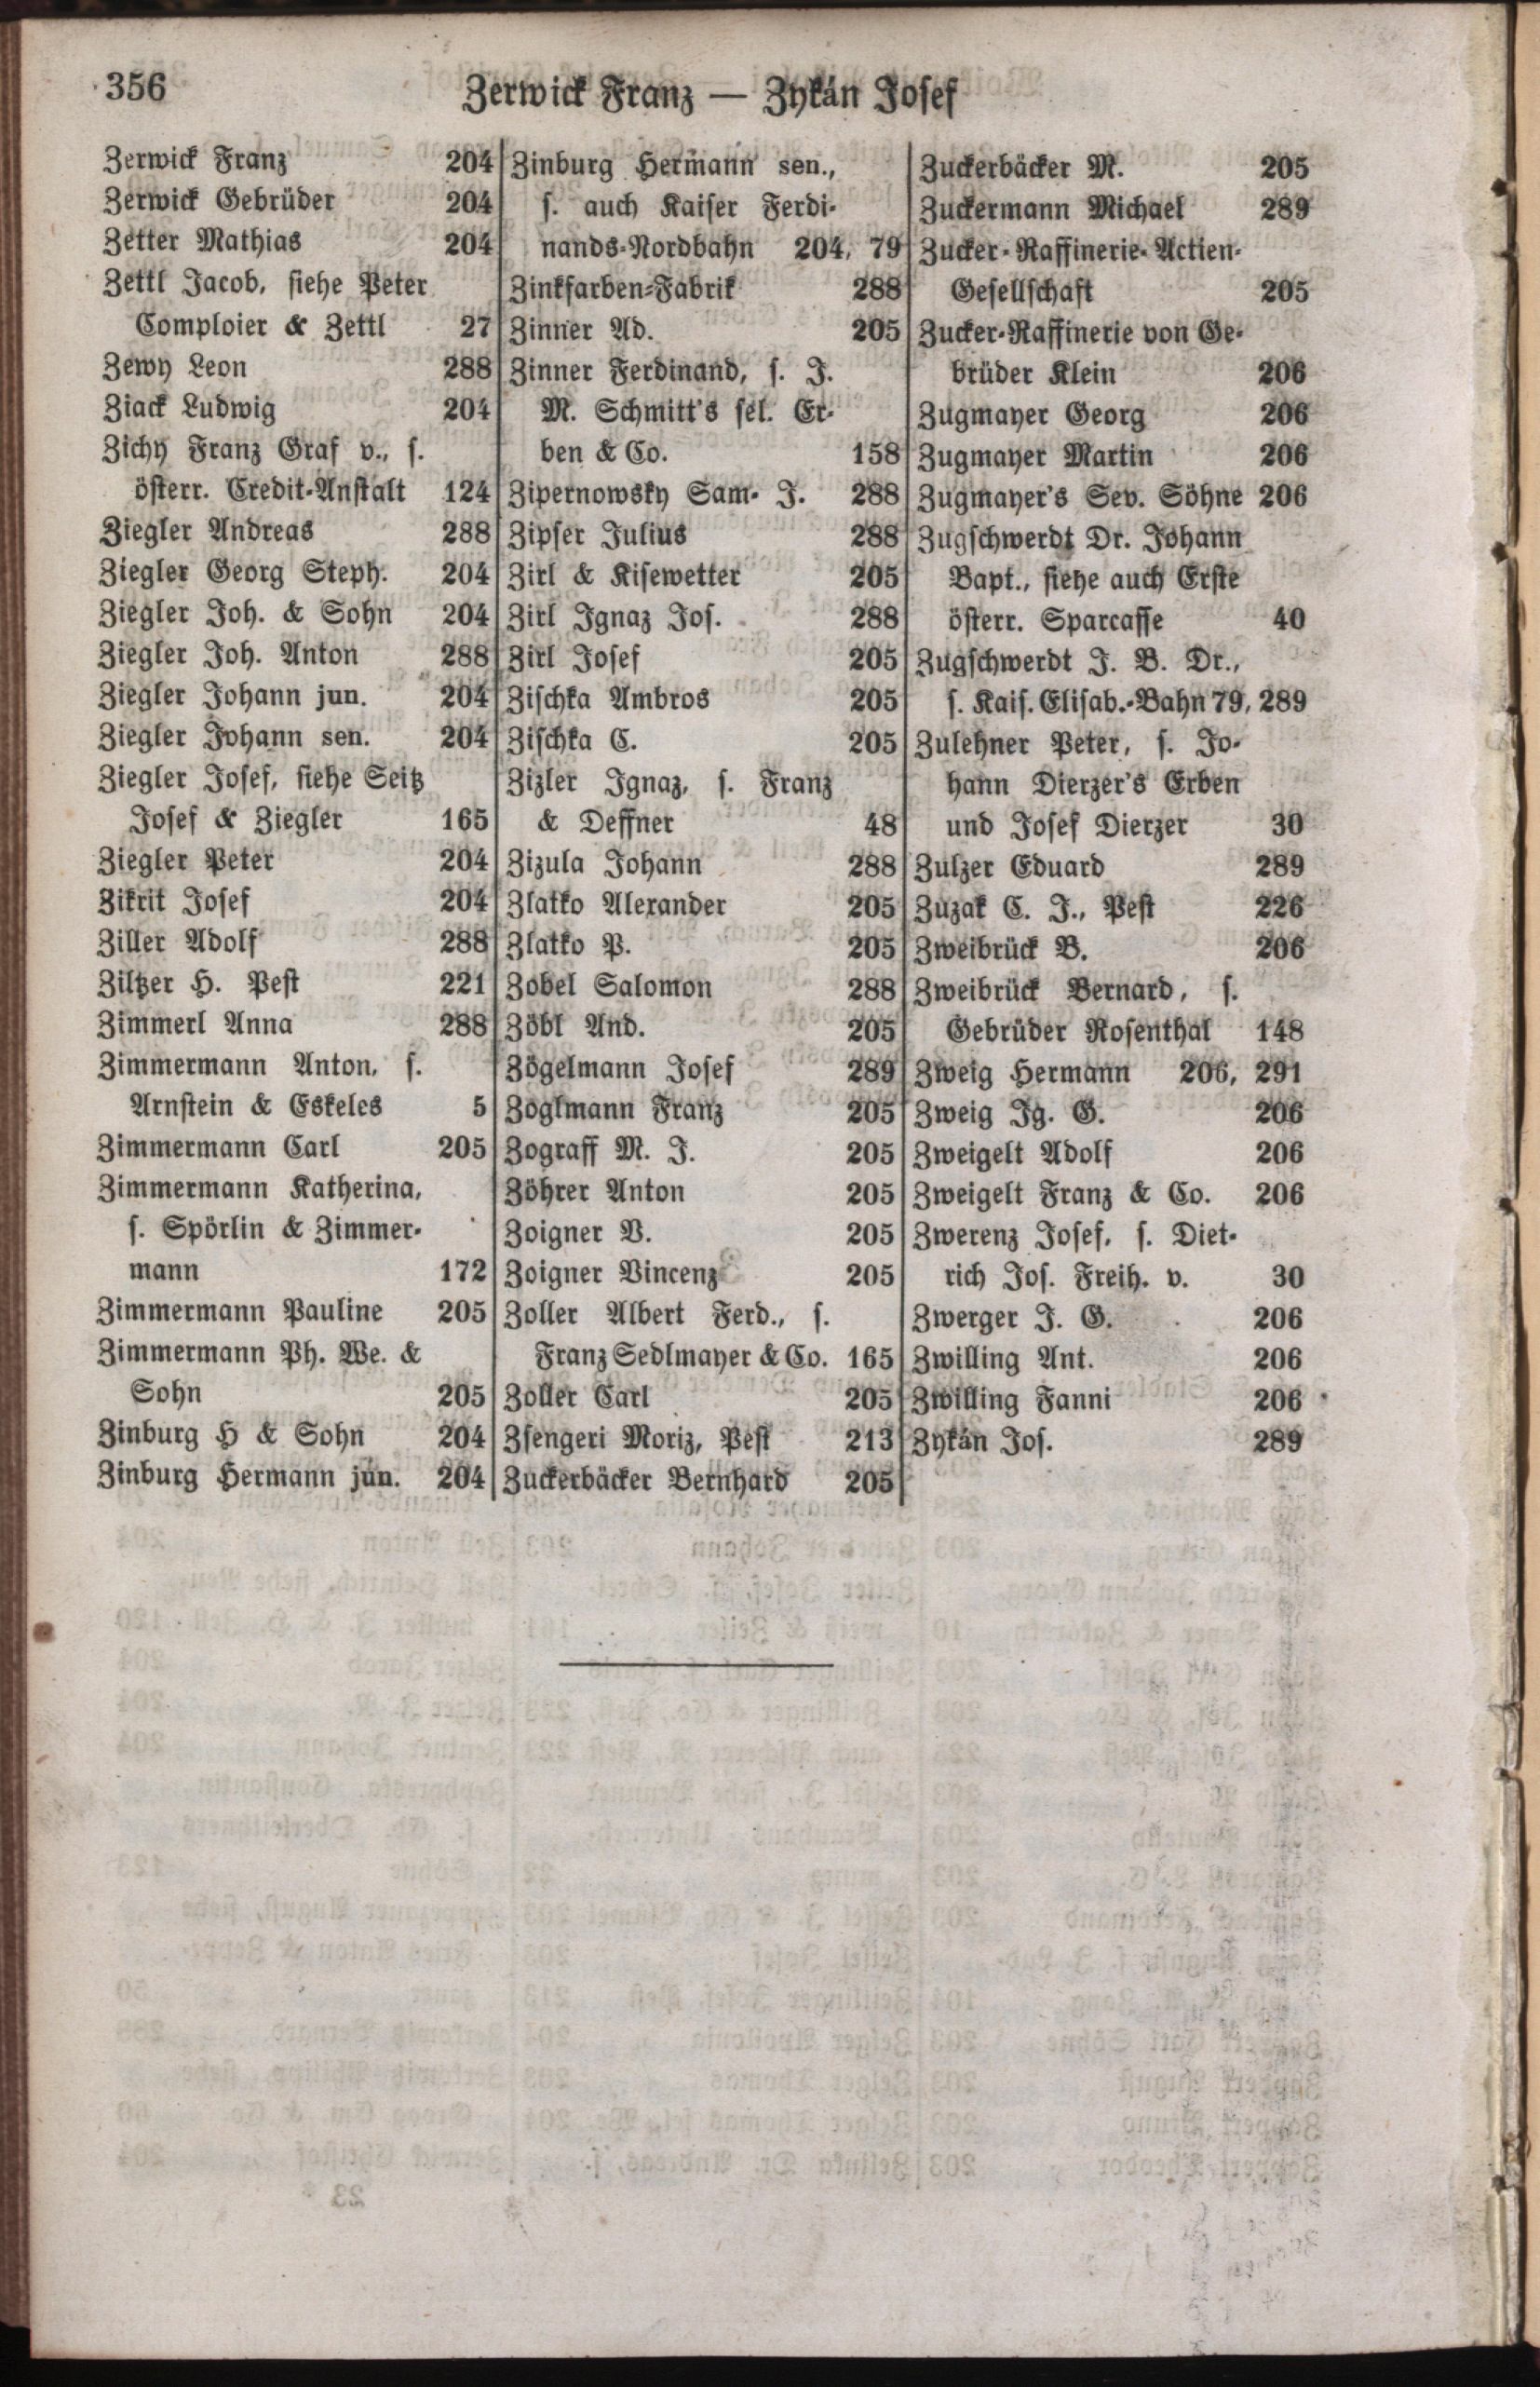 356
Zerwick Franz — Zykán Josef
Zerwick Franz 204
Zerwick Gebrüder 204
Zetter Mathias 204
Zettl Jacob, siehe Peter
Comploier & Zettl 27
Zewy Leon 288
Ziack Ludwig 204
Zichy Franz Graf v., s.
österr. Credit-Anstalt 124
Ziegler Andreas 288
Ziegler Georg Steph. 204
Ziegler Joh. & Sohn 204
Ziegler Joh. Anton 288
Ziegler Johann jun. 204
Ziegler Johann sen. 204
Ziegler Josef, siehe Seitz
Josef & Ziegler 165
Ziegler Peter 204
Zikrit Josef 204
Ziller Adolf 288
Ziltzer H. Pest 221
Zimmerl Anna 288
Zimmermann Anton, s.
Arnstein & Eskeles 5
Zimmermann Carl 205
Zimmermann Katherina,
s. Spörlin & Zimmer-
mann 172
Zimmermann Pauline 205
Zimmermann Ph. We. &
Sohn 205
Zinburg H & Sohn 204
Zinburg Hermann jun. 204
Zinburg Hermann sen.,
s. auch Kaiser Ferdi-
nands-Nordbahn 204, 79
Zinkfarben-Fabrik 288
Zinner Ad. 205
Zinner Ferdinand, s. J.
M. Schmitt's sel. Er-
ben & Co. 158
Zipernowsky Sam- J. 288
Zipser Julius 288
Zirl & Kisewetter 205
Zirl Ignaz Jos. 288
Zirl Josef 205
Zischka Ambros 205
Zischka C. 205
Zizler Ignaz, s. Franz
& Deffner 48
Zizula Johann 288
Zlatko Alexander 205
Zlatko P. 205
Zobel Salomon 288
Zöbl And. 205
Zögelmann Josef 289
Zoglmann Franz 205
Zograff M. J. 205
Zöhrer Anton 205
Zoigner V. 205
Zoigner Vincenz 205
Zoller Albert Ferd., s.
Franz Sedlmayer & Co. 165
Zoller Carl 205
Zsengeri Moriz, Pest 213
Zuckerbäcker Bernhard 205
Zuckerbäcker M. 205
Zuckermann Michael 289
Zucker-Raffinerie-Actien-
Gesellschaft 205
Zucker-Raffinerie von Ge-
brüder Klein 206
Zugmayer Georg 206
Zugmayer Martin 206
Zugmayer's Sev. Söhne 206
Zugschwerdt Dr. Johann
Bapt., siehe auch Erste
österr. Sparcasse 40
Zugschwerdt J. B. Dr.,
s. Kais. Elisab.-Bahn 79, 289
Zulehner Peter, s. Jo-
hann Dierzer's Erben
und Josef Dierzer 30
Zulzer Eduard 289
Zuzak C. J., Pest 226
Zweibrück B. 206
Zweibrück Bernard, s.
Gebrüder Rosenthal 148
Zweig Hermann 206, 291
Zweig Ig. G. 206
Zweigelt Adolf 206
Zweigelt Franz & Co. 206
Zwerenz Josef, s. Diet-
rich Jos. Freih. v. 30
Zwerger J. G. 206
Zwilling Ant. 206
Zwilling Fanni 206
Zykán Jos. 289